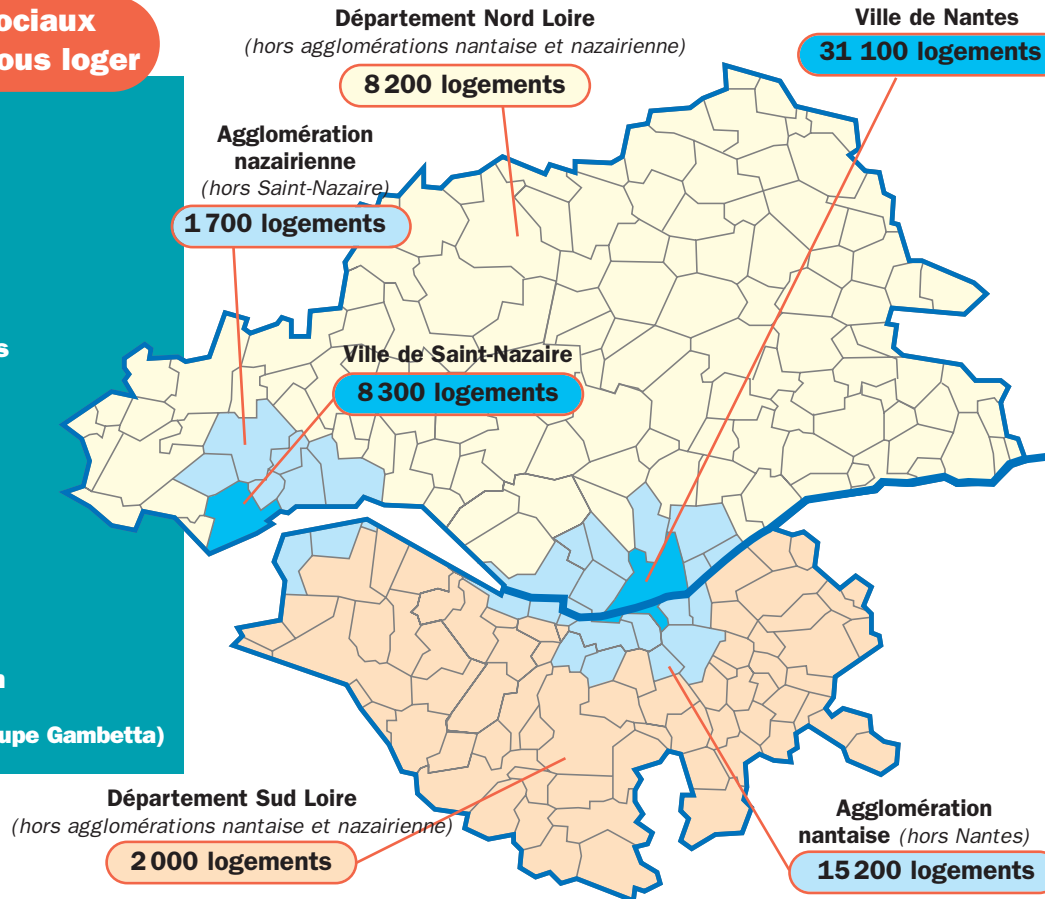 ociaux
ous loger
s
n
upe Gambetta)
Département Nord Loire
(hors agglomérations nantaise et nazairienne)
8 200 logements
Ville de Nantes
31 100 logements
Agglomération
nazairienne
(hors Saint-Nazaire)
1 700 logements
Ville de Saint-Nazaire
8 300 logements
Département Sud Loire
(hors agglomérations nantaise et nazairienne)
2 000 logements
Agglomération
nantaise (hors Nantes)
15 200 logements